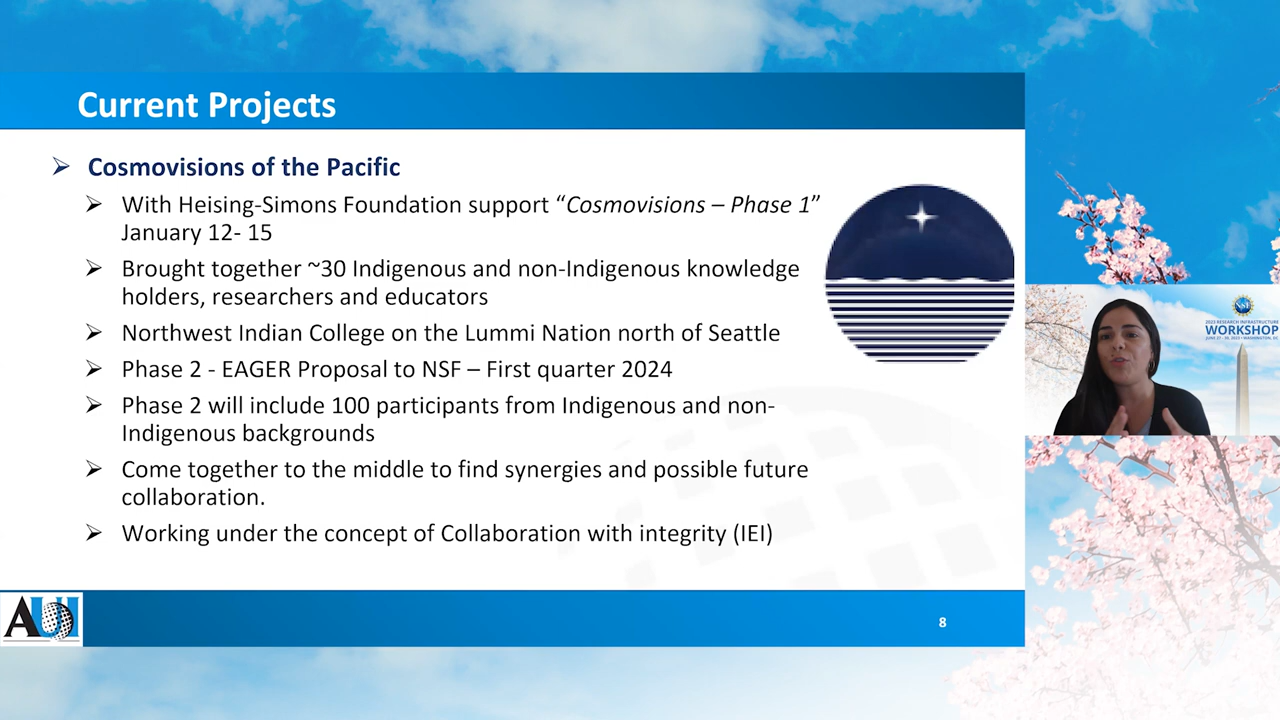 Current Projects
Cosmovisions of the Pacific
With Heising-Simons Foundation support “Cosmovisions – Phase 1”
January 12- 15
Brought together ~30 Indigenous and non-Indigenous knowledge
holders, researchers and educators
Northwest Indian College on the Lummi Nation north of Seattle
Phase 2 - EAGER Proposal to NSF – First quarter 2024
Phase 2 will include 100 participants from Indigenous and non-
Indigenous backgrounds
Come together to the middle to find synergies and possible future
collaboration.
Working under the concept of Collaboration with integrity (IEI)
AUI
8
NSF
2023 RESEARCH INFRASTRUCTURE
WORKSHOP